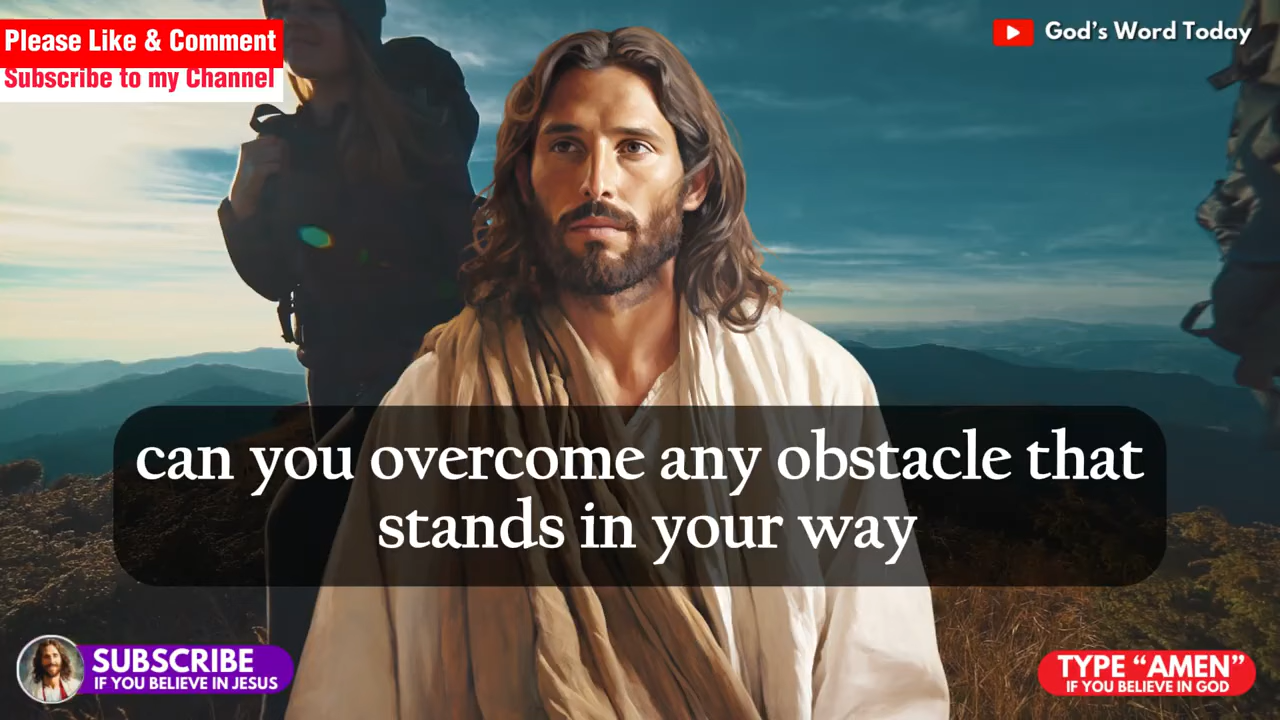 Please Like & Comment
Subscribe to my Channel
God's Word Today
can you overcome any obstacle that
stands in your way
SUBSCRIBE
IF YOU BELIEVE IN JESUS
TYPE “AMEN”
IF YOU BELIEVE IN GOD